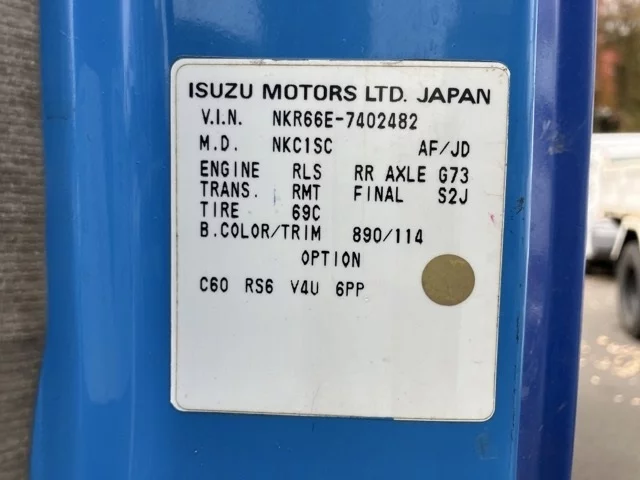 ISUZU MOTORS LTD. JAPAN
V.I.N. NKR66E-7402482
M.D. NKC1SC AF/JD
ENGINE RLS RR AXLE G73
TRANS. RMT FINAL S2J
TIRE 69C
B.COLOR/TRIM 890/114
OPTION
C60 RS6 V4U 6PP